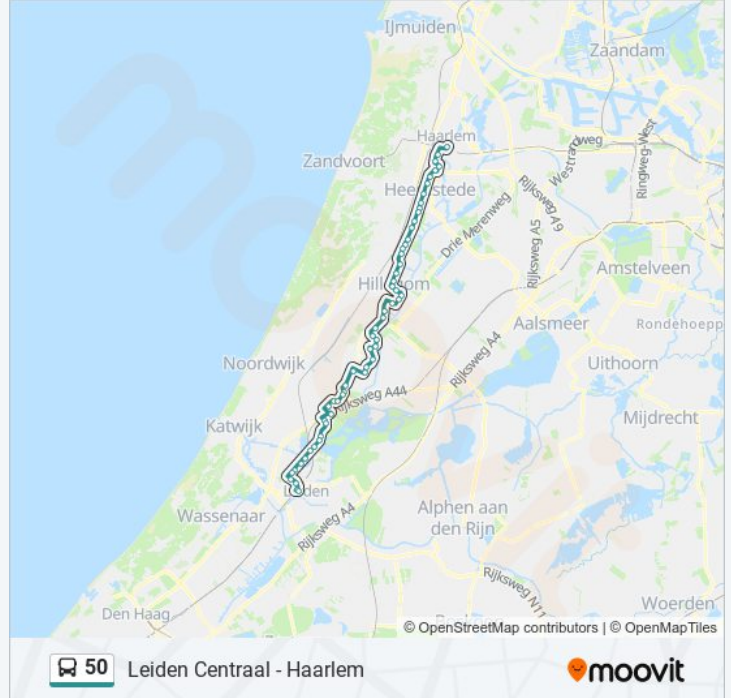 IJmuiden
Zaandam
Haarlem
weg
Westra
Ringweg-West
Zandvoort
Heemstede
Rijksweg A9
Drie Merenweg
Rijksweg A5
Amstelveen
Hillegom
Aalsmeer
Rondehoepp
Rijksweg A4
Noordwijk
Uithoorn
Rijksweg A44
Mijdrecht
Katwijk
Leiden
Wassenaar
Alphen aan
den Rijn
Rijksweg A4
Rijksweg N11
Woerden
Den Haag
© OpenStreetMap contributors | © OpenMapTiles
50 Leiden Centraal - Haarlem
moovit